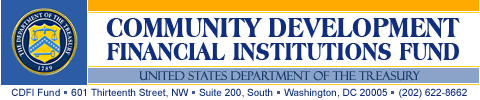 THE DEPARTMENT OF THE TREASURY
1789
COMMUNITY DEVELOPMENT
FINANCIAL INSTITUTIONS FUND
UNITED STATES DEPARTMENT OF THE TREASURY
CDFI Fund ▪ 601 Thirteenth Street, NW ▪ Suite 200, South ▪ Washington, DC 20005 ▪ (202) 622-8662